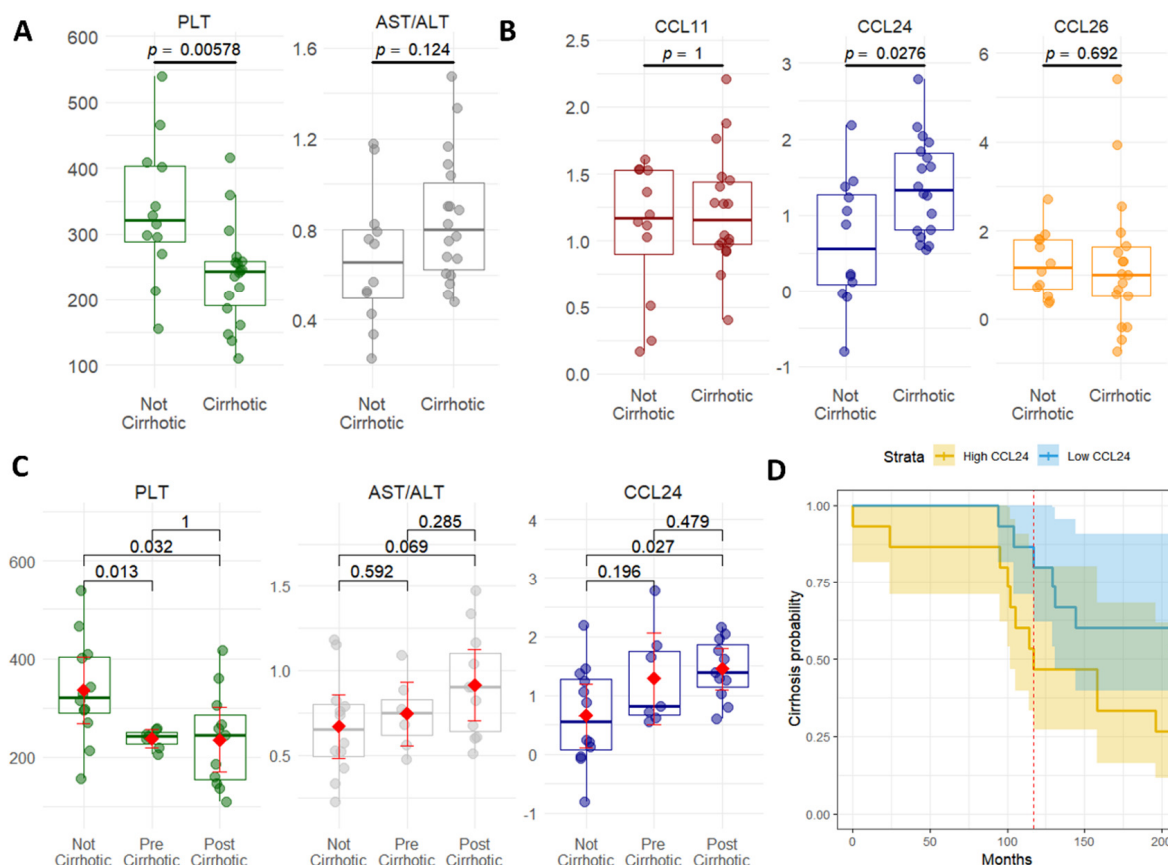 A
PLT
p = 0.00578
600
500
400
300
200
100
Not
Cirrhotic
Cirrhotic
AST/ALT
p = 0.124
1.6
1.2
0.8
0.4
Not
Cirrhotic
Cirrhotic
B
CCL11
p = 1
2.5
2.0
1.5
1.0
0.5
0.0
Not
Cirrhotic
Cirrhotic
CCL24
p = 0.0276
3
2
1
0
-1
Not
Cirrhotic
Cirrhotic
CCL26
p = 0.692
6
4
2
0
Not
Cirrhotic
Cirrhotic
C
PLT
1
0.032
0.013
600
400
200
Not
Cirrhotic
Pre
Cirrhotic
Post
Cirrhotic
AST/ALT
0.285
0.069
0.592
1.5
1.0
0.5
Not
Cirrhotic
Pre
Cirrhotic
Post
Cirrhotic
CCL24
0.479
0.027
0.196
4
3
2
1
0
-1
Not
Cirrhotic
Pre
Cirrhotic
Post
Cirrhotic
D
Strata High CCL24 Low CCL24
Cirrhosis probability
1.00
0.75
0.50
0.25
0.00
0 50 100 150 200
Months